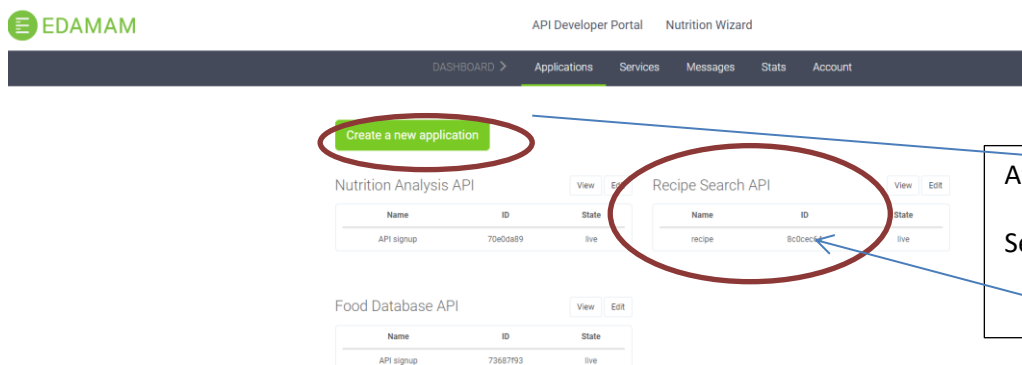 EDAMAM
API Developer Portal Nutrition Wizard
DASHBOARD > Applications Services Messages Stats Account
Create a new application
Nutrition Analysis API View Edit
Name ID State
API signup 70e0da89 live
Recipe Search API View Edit
Name ID State
recipe live
Food Database API View Edit
Name ID State
API signup 73687f93 live
A
Se